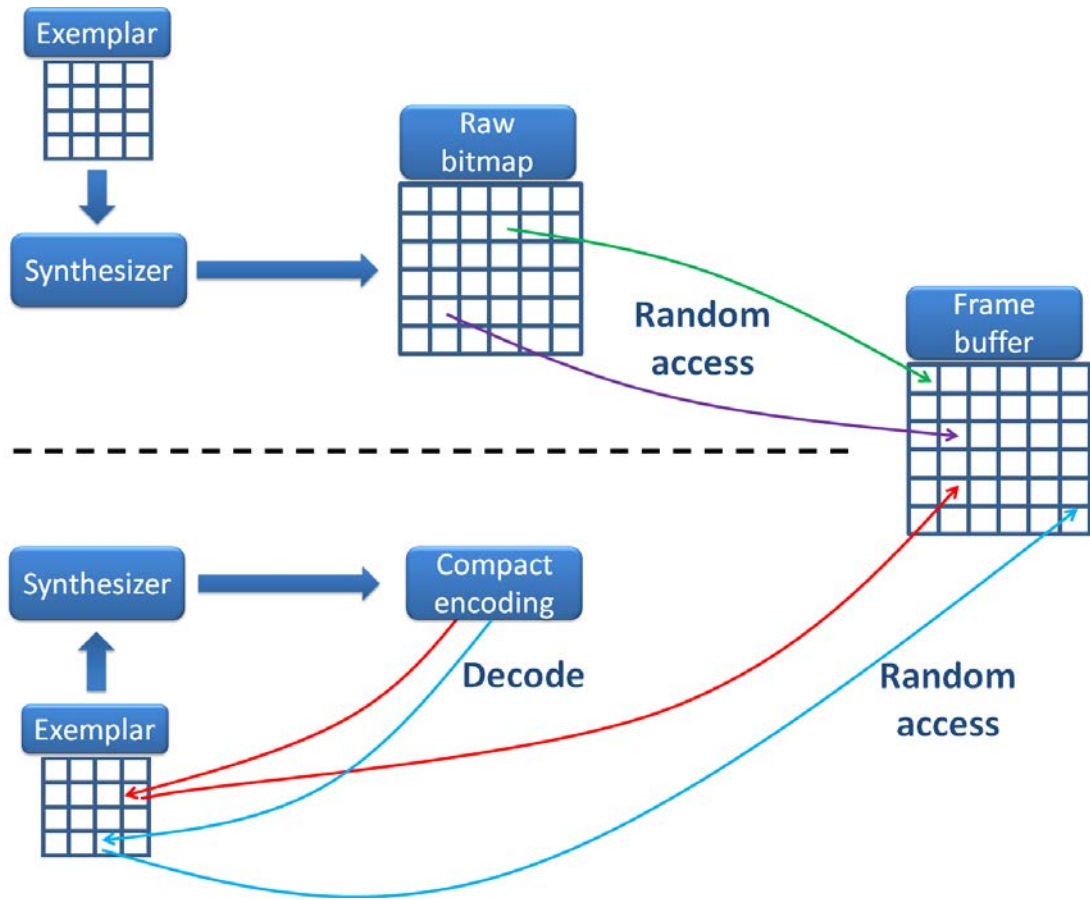 Exemplar
Raw
bitmap
Synthesizer
Random
access
Frame
buffer
Synthesizer
Compact
encoding
Decode
Random
access
Exemplar